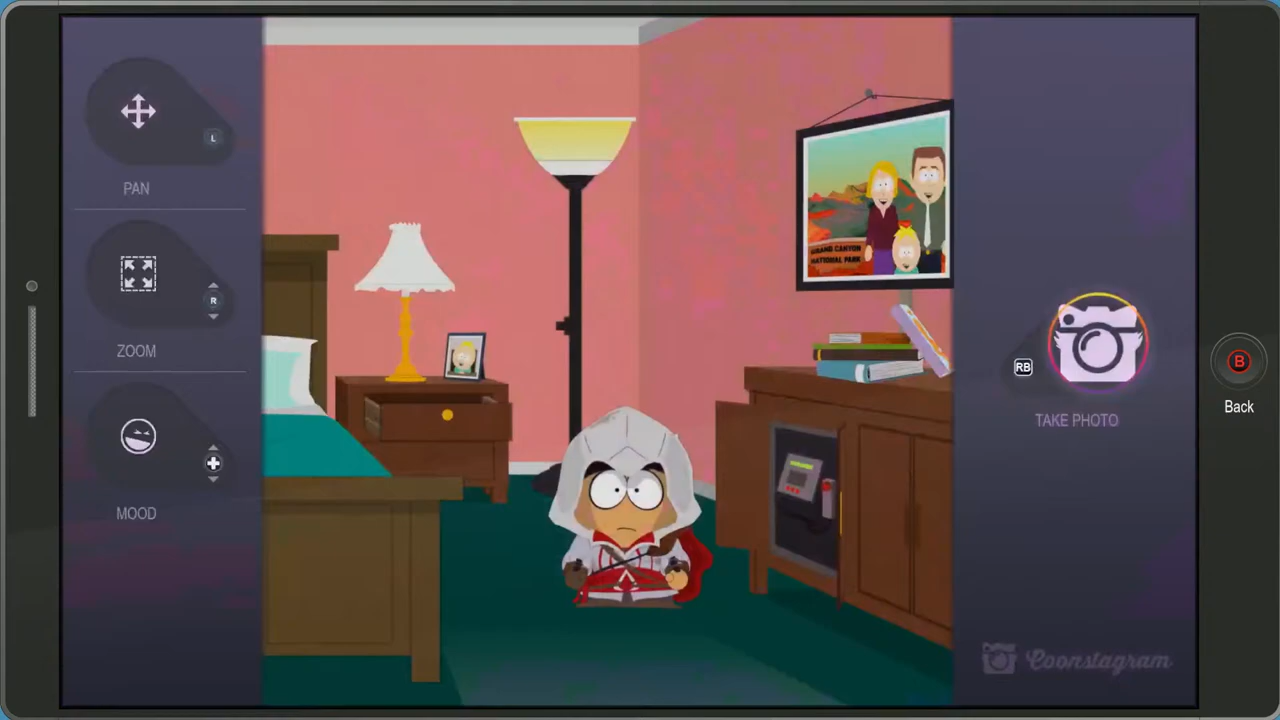 L
PAN
R
ZOOM
MOOD
GRAND CANYON
NATIONAL PARK
RB
TAKE PHOTO
B
Back
Coonstagram